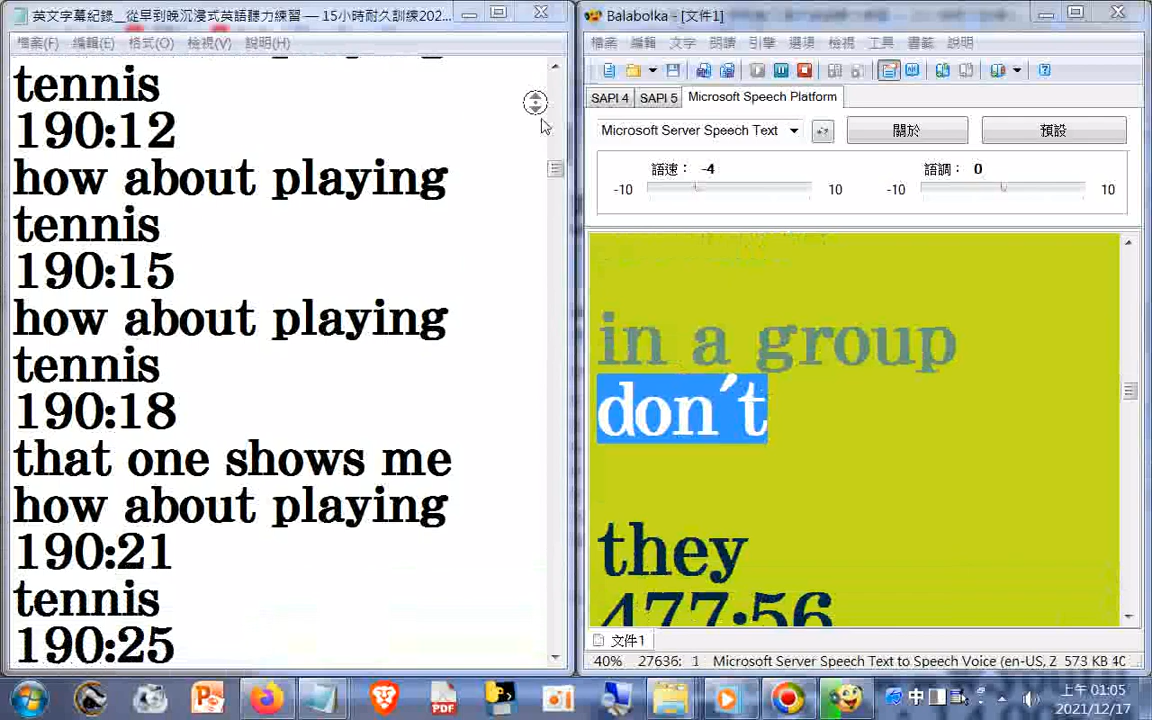 英文字幕紀錄__從早到晚沉浸式英語聽力練習 — 15小時耐久訓練202...
檔案(F) 編輯(E) 格式(O) 檢視(V) 說明(H)
tennis
190:12
how about playing
tennis
190:15
how about playing
tennis
190:18
that one shows me
how about playing
190:21
tennis
190:25
Balabolka - [文件1]
檔案 編輯 文字 朗讀 引擎 選項 檢視 工具 書籤 說明
SAPI 4 SAPI 5 Microsoft Speech Platform
Microsoft Server Speech Text 關於 預設
語速： -4 語調： 0
-10 10 -10 10
in a group
don´t
they
477:56
文件1
40% 27636: 1 Microsoft Server Speech Text to Speech Voice (en-US, Z 573 KB 4C
PDF 中 上午 01:05
2021/12/17